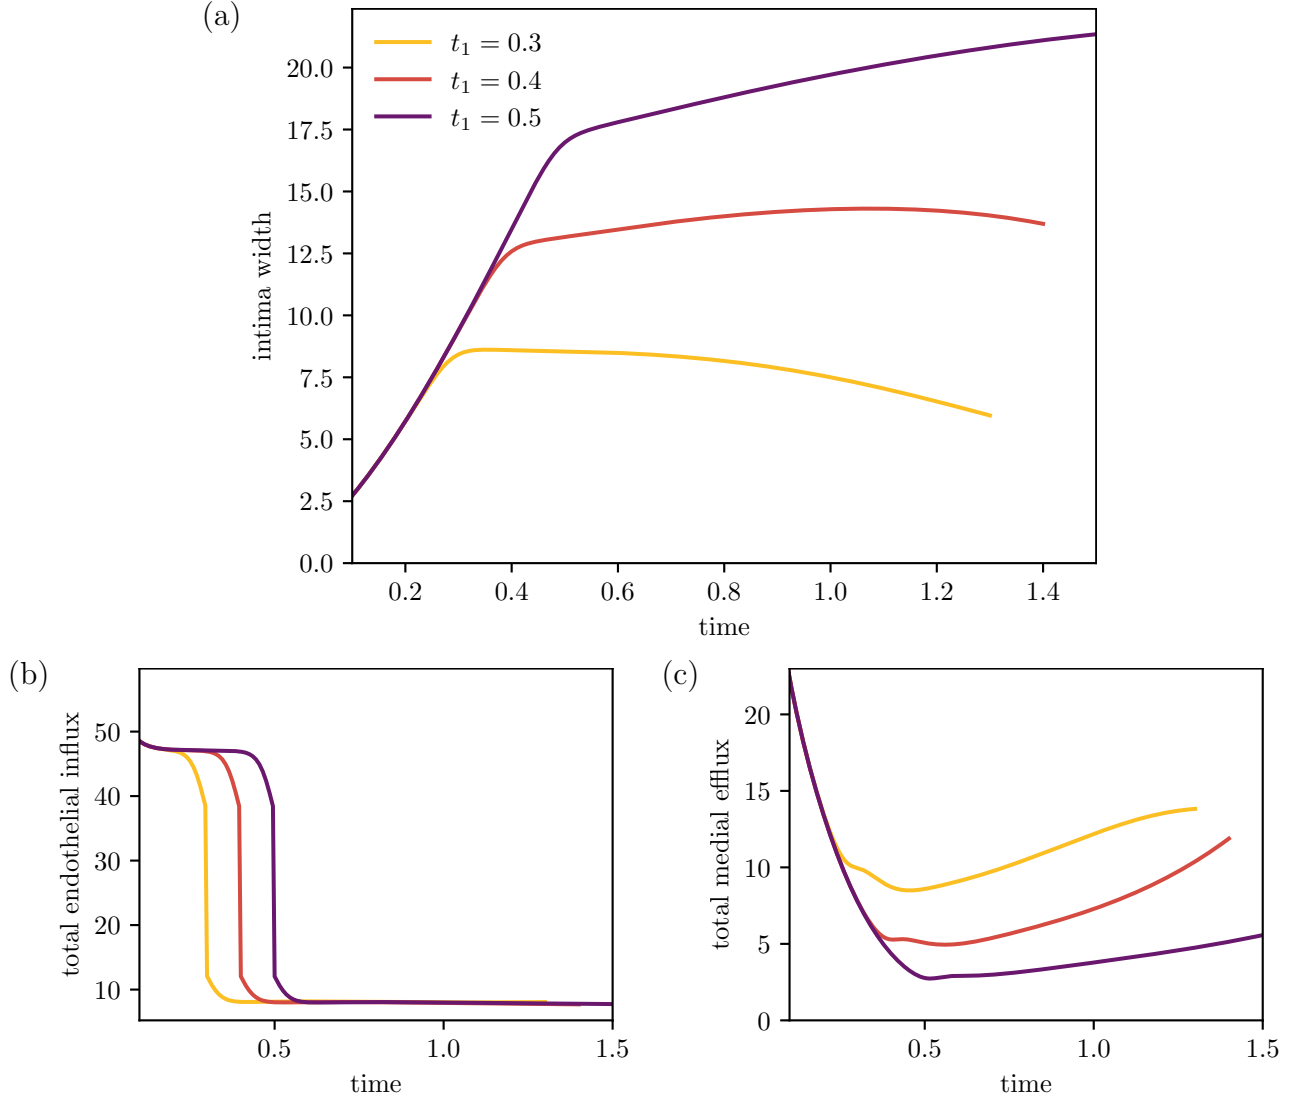 (a)
t₁ = 0.3
t₁ = 0.4
t₁ = 0.5
intima width
20.0
17.5
15.0
12.5
10.0
7.5
5.0
2.5
0.0
0.2 0.4 0.6 0.8 1.0 1.2 1.4
time
(b)
total endothelial influx
50
40
30
20
10
0.5 1.0 1.5
time
(c)
total medial efflux
20
15
10
5
0
0.5 1.0 1.5
time